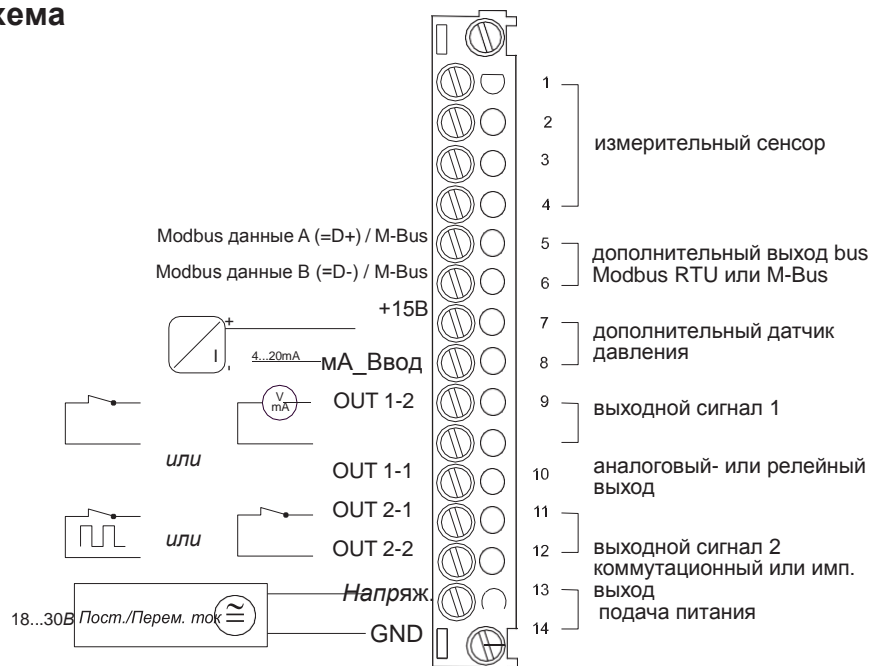 хема
1
2
измерительный сенсор
3
4
Modbus данные A (=D+) / M-Bus
5
дополнительный выход bus
Modbus данные B (=D-) / M-Bus
6
Modbus RTU или M-Bus
+15В
7
дополнительный датчик
+
I
-
4...20mA
мА_Ввод
8
давления
V
mA
OUT 1-2
9
выходной сигнал 1
или
OUT 1-1
10
аналоговый- или релейный
выход
OUT 2-1
11
или
OUT 2-2
12
выходной сигнал 2
коммутационный или имп.
Напряж.
13
выход
18...30В Пост./Перем. ток
подача питания
GND
14